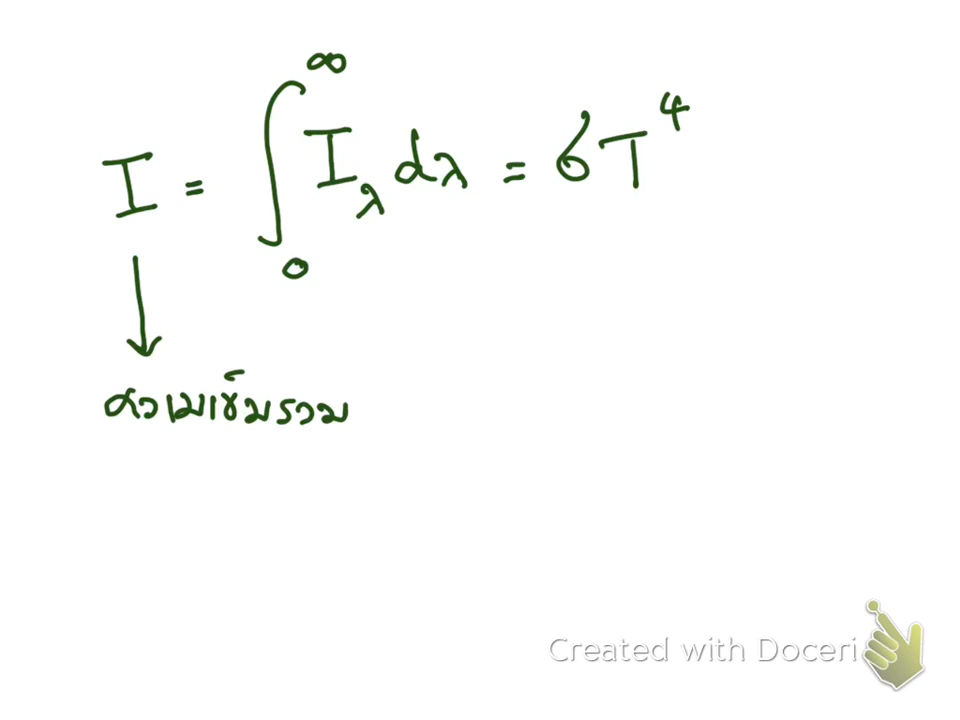 I = ∫₀^∞ I_λ dλ = σT⁴
ความเข้มรวม
Created with Doceri